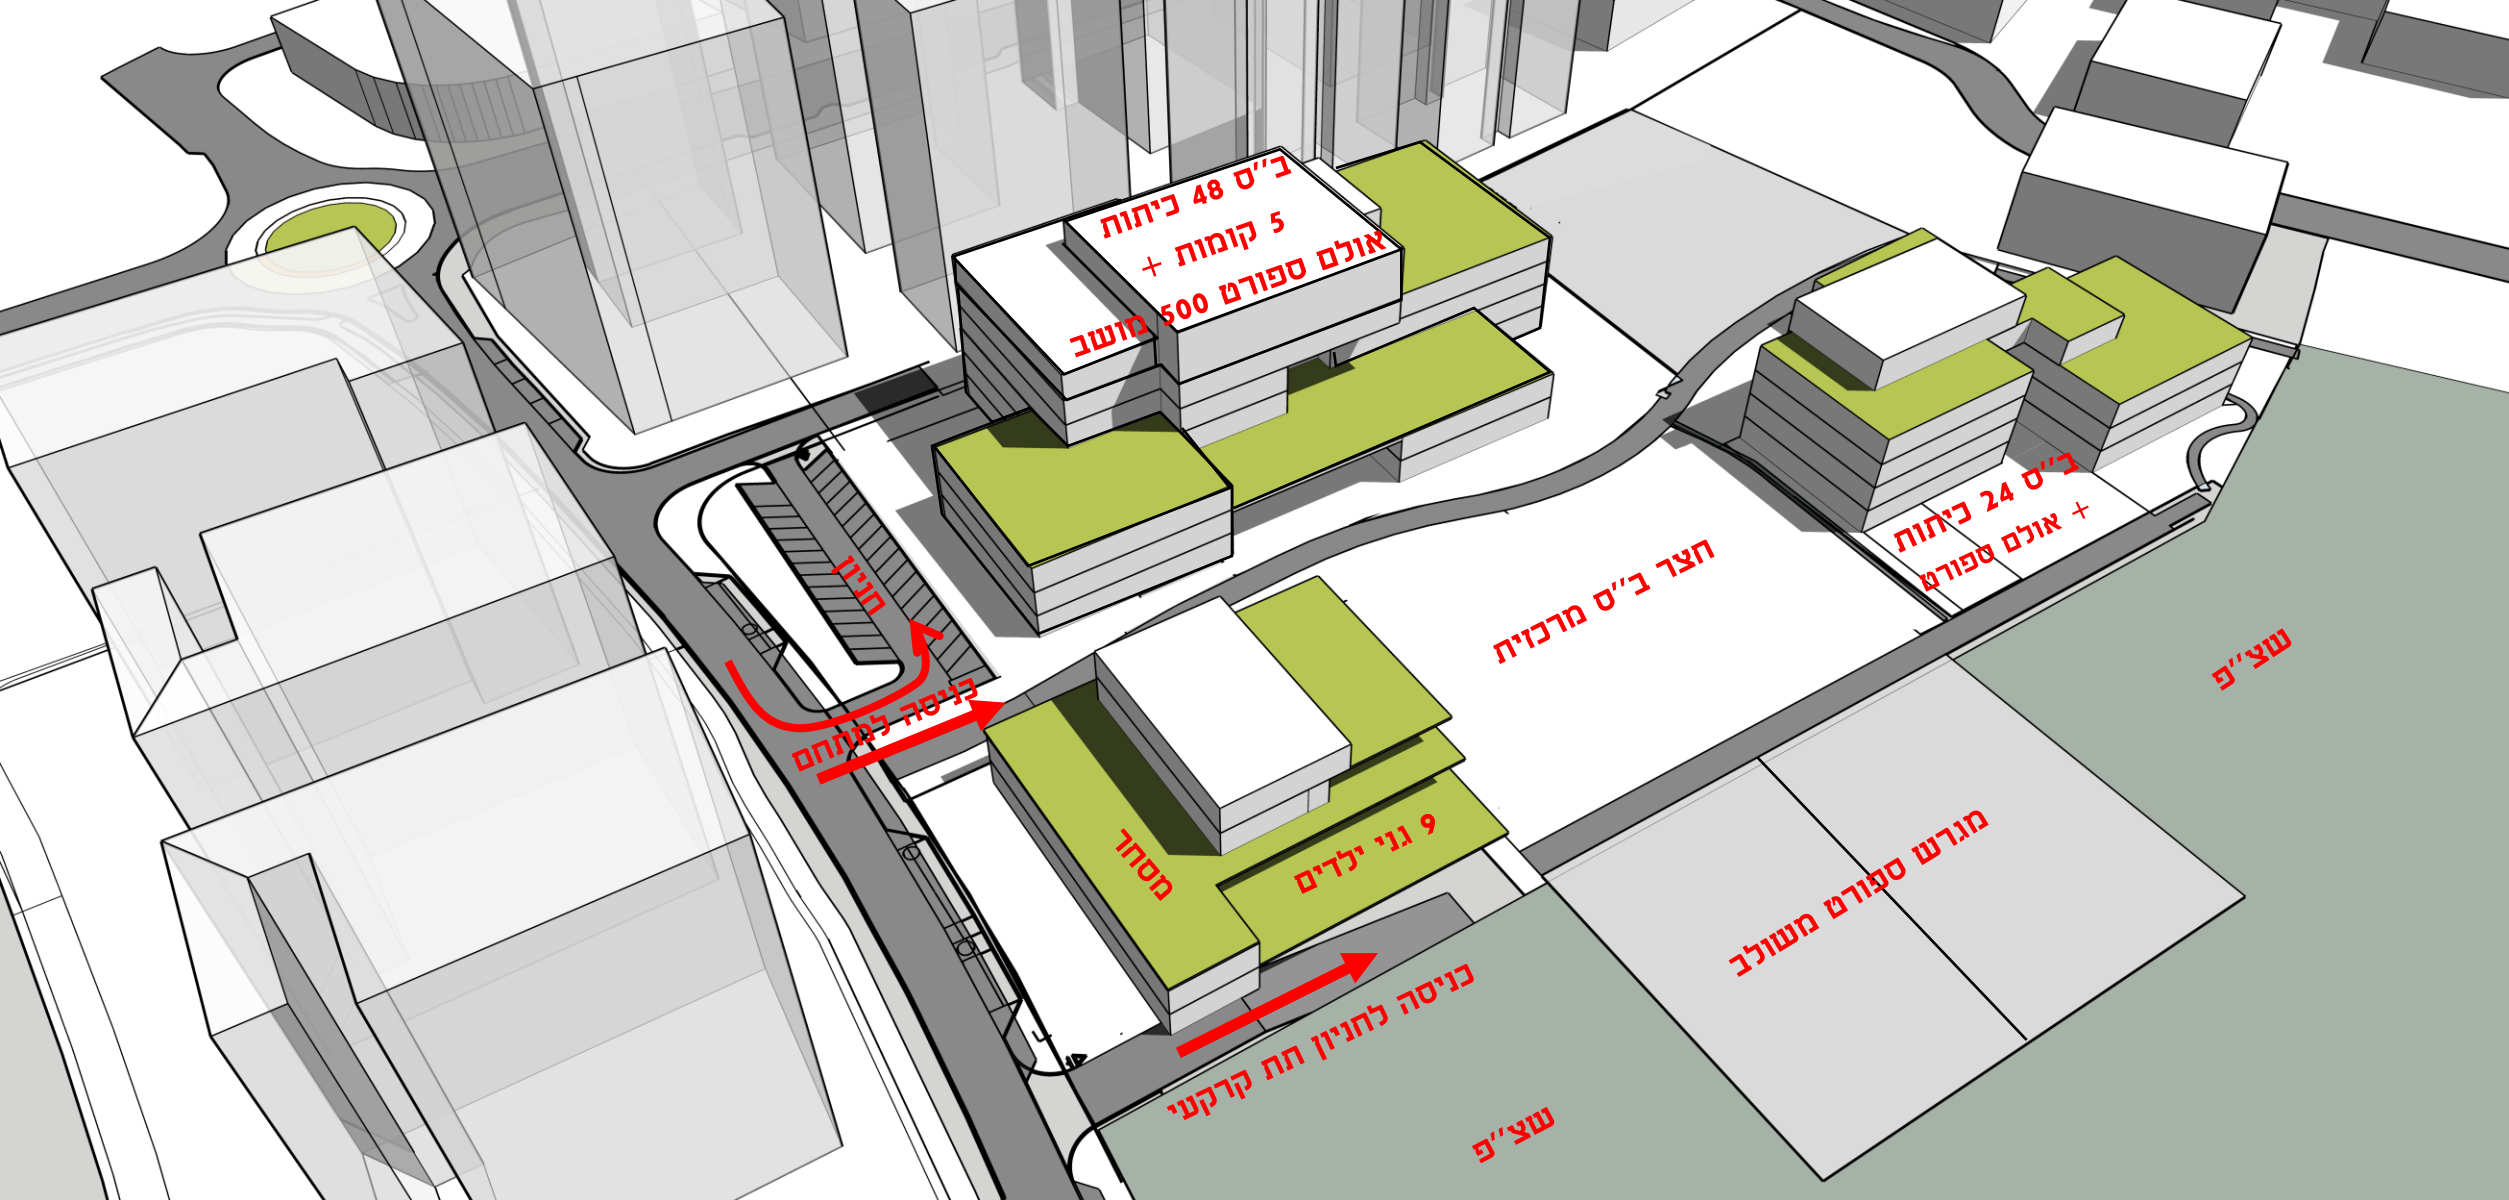 ב''ס 48 כיתות
5 קומות +
אולם ספורט 500 מושב
ב''ס 24 כיתות
+ אולם ספורט
חצר ב''ס מרכזית
חניון
כניסה למתחם
שצ''פ
מסחר
9 גני ילדים
מגרש ספורט משולב
כניסה לחניון תת קרקעי
שצ''פ